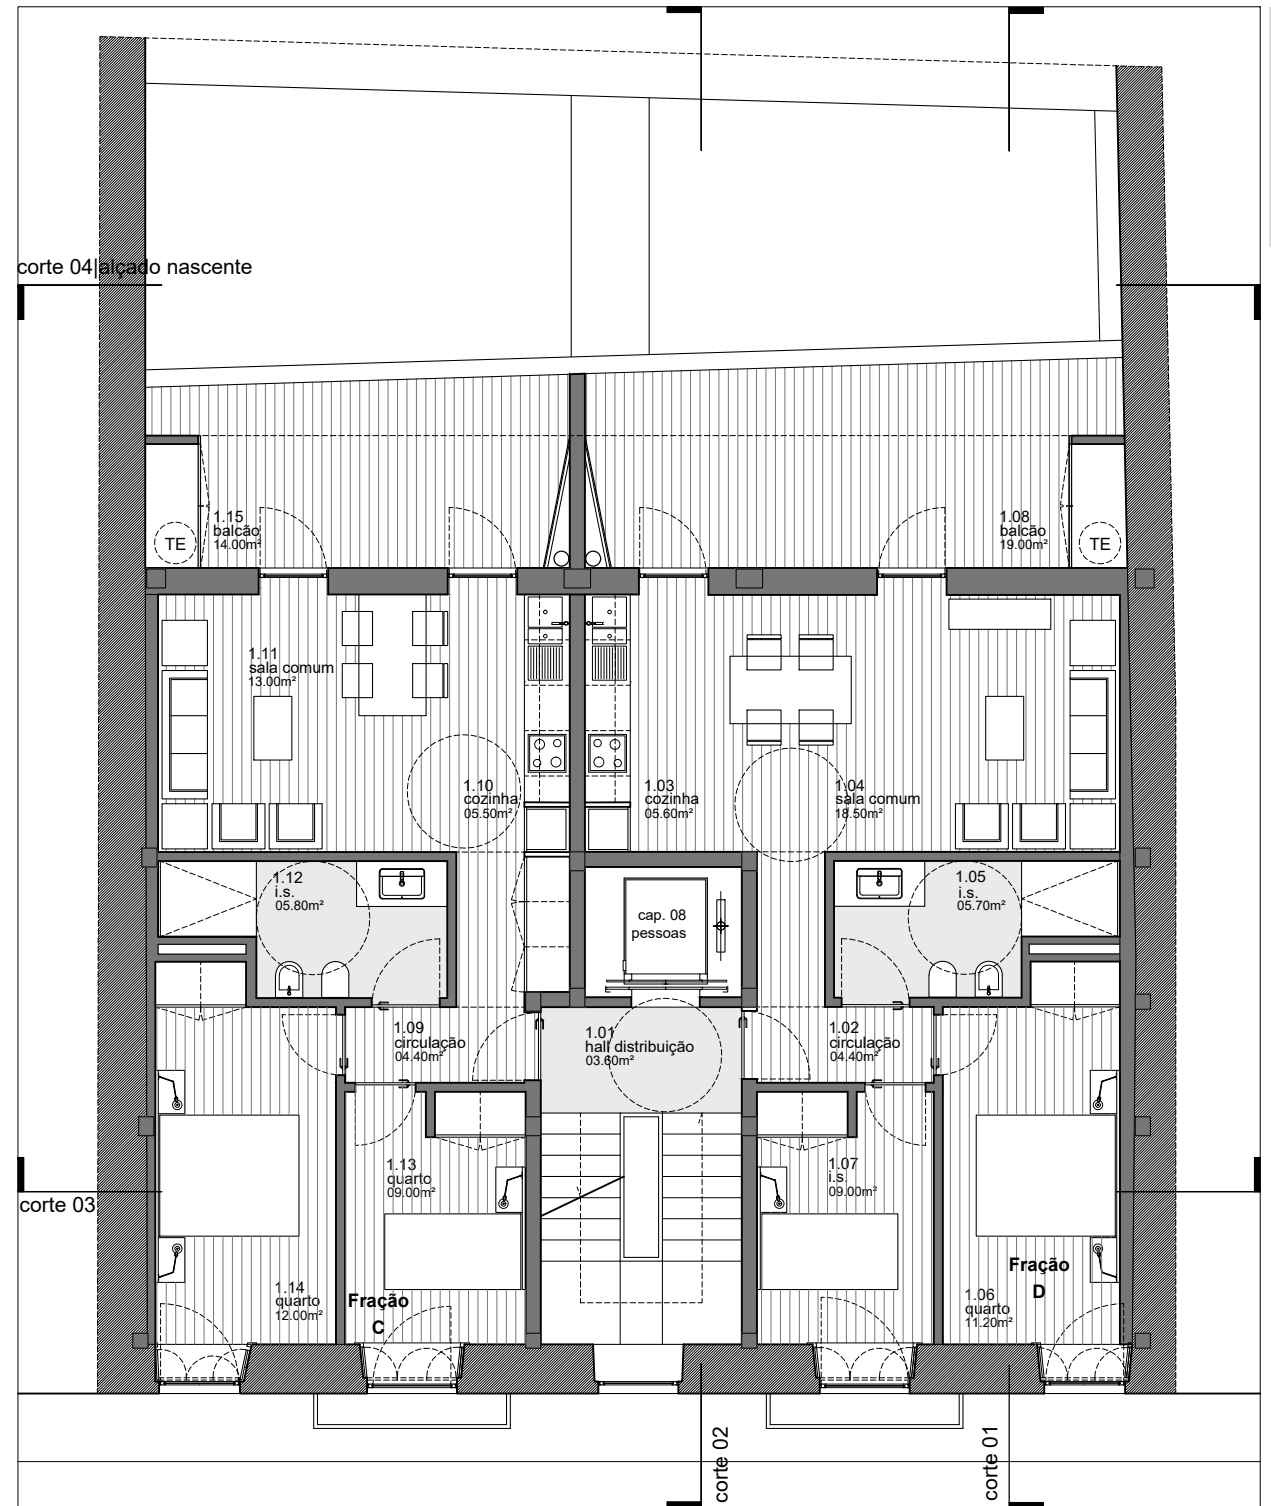 corte 04|alçado nascente
1.15
balcão
14.00m²
TE
1.08
balcão
19.00m²
TE
1.11
sala comum
13.00m²
1.10
cozinha
05.50m²
1.03
cozinha
05.60m²
1.04
sala comum
18.50m²
1.12
i.s.
05.80m²
cap. 08
pessoas
1.05
i.s.
05.70m²
1.09
circulação
04.40m²
1.01
hall distribuição
03.60m²
1.02
circulação
04.40m²
1.13
quarto
09.00m²
1.07
i.s.
09.00m²
corte 03
1.14
quarto
12.00m²
Fração
C
Fração
D
1.06
quarto
11.20m²
corte 02
corte 01